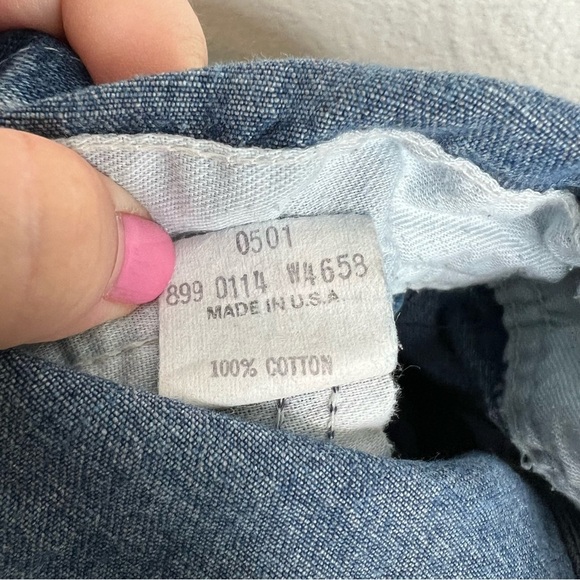 0501
899 0114 W4658
MADE IN U.S.A
100% COTTON